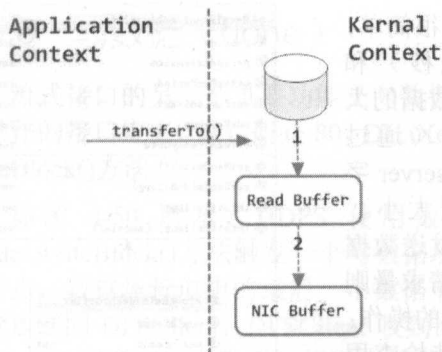 Application
Context
Kernal
Context
transferTo()
1
Read Buffer
2
NIC Buffer